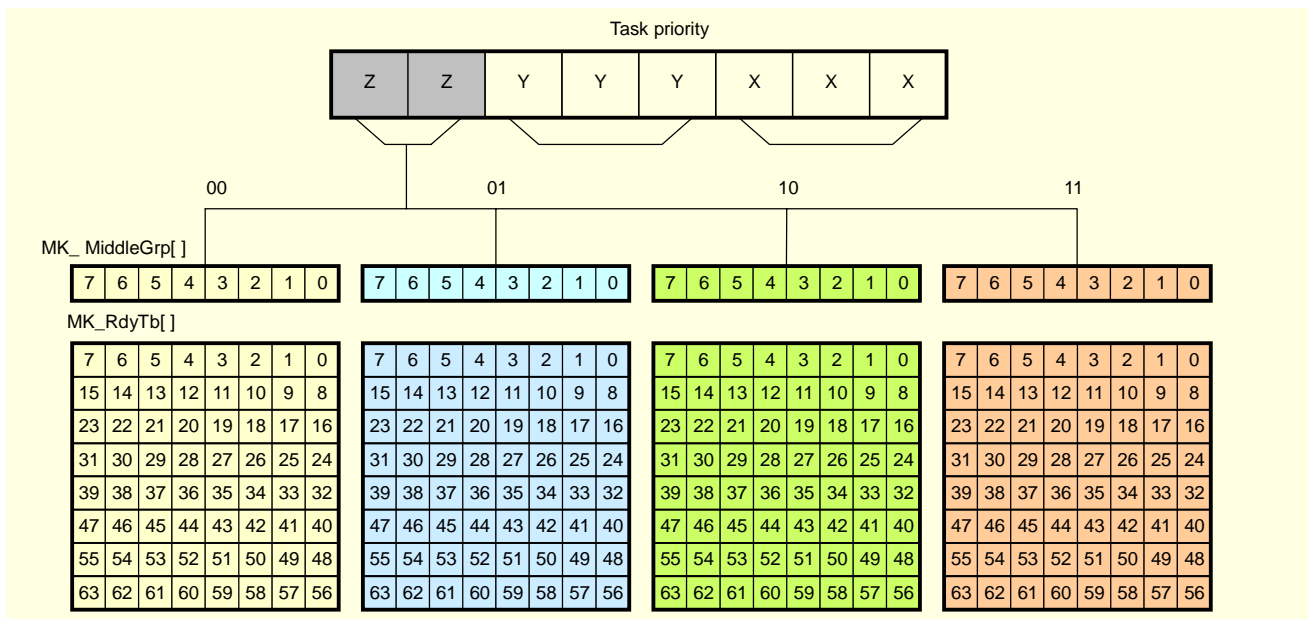 Task priority
Z Z Y Y Y X X X
00 01 10 11
MK_ MiddleGrp[ ]
7 6 5 4 3 2 1 0 7 6 5 4 3 2 1 0 7 6 5 4 3 2 1 0 7 6 5 4 3 2 1 0
MK_RdyTb[ ]
7 6 5 4 3 2 1 0 7 6 5 4 3 2 1 0 7 6 5 4 3 2 1 0 7 6 5 4 3 2 1 0
15 14 13 12 11 10 9 8 15 14 13 12 11 10 9 8 15 14 13 12 11 10 9 8 15 14 13 12 11 10 9 8
23 22 21 20 19 18 17 16 23 22 21 20 19 18 17 16 23 22 21 20 19 18 17 16 23 22 21 20 19 18 17 16
31 30 29 28 27 26 25 24 31 30 29 28 27 26 25 24 31 30 29 28 27 26 25 24 31 30 29 28 27 26 25 24
39 38 37 36 35 34 33 32 39 38 37 36 35 34 33 32 39 38 37 36 35 34 33 32 39 38 37 36 35 34 33 32
47 46 45 44 43 42 41 40 47 46 45 44 43 42 41 40 47 46 45 44 43 42 41 40 47 46 45 44 43 42 41 40
55 54 53 52 51 50 49 48 55 54 53 52 51 50 49 48 55 54 53 52 51 50 49 48 55 54 53 52 51 50 49 48
63 62 61 60 59 58 57 56 63 62 61 60 59 58 57 56 63 62 61 60 59 58 57 56 63 62 61 60 59 58 57 56